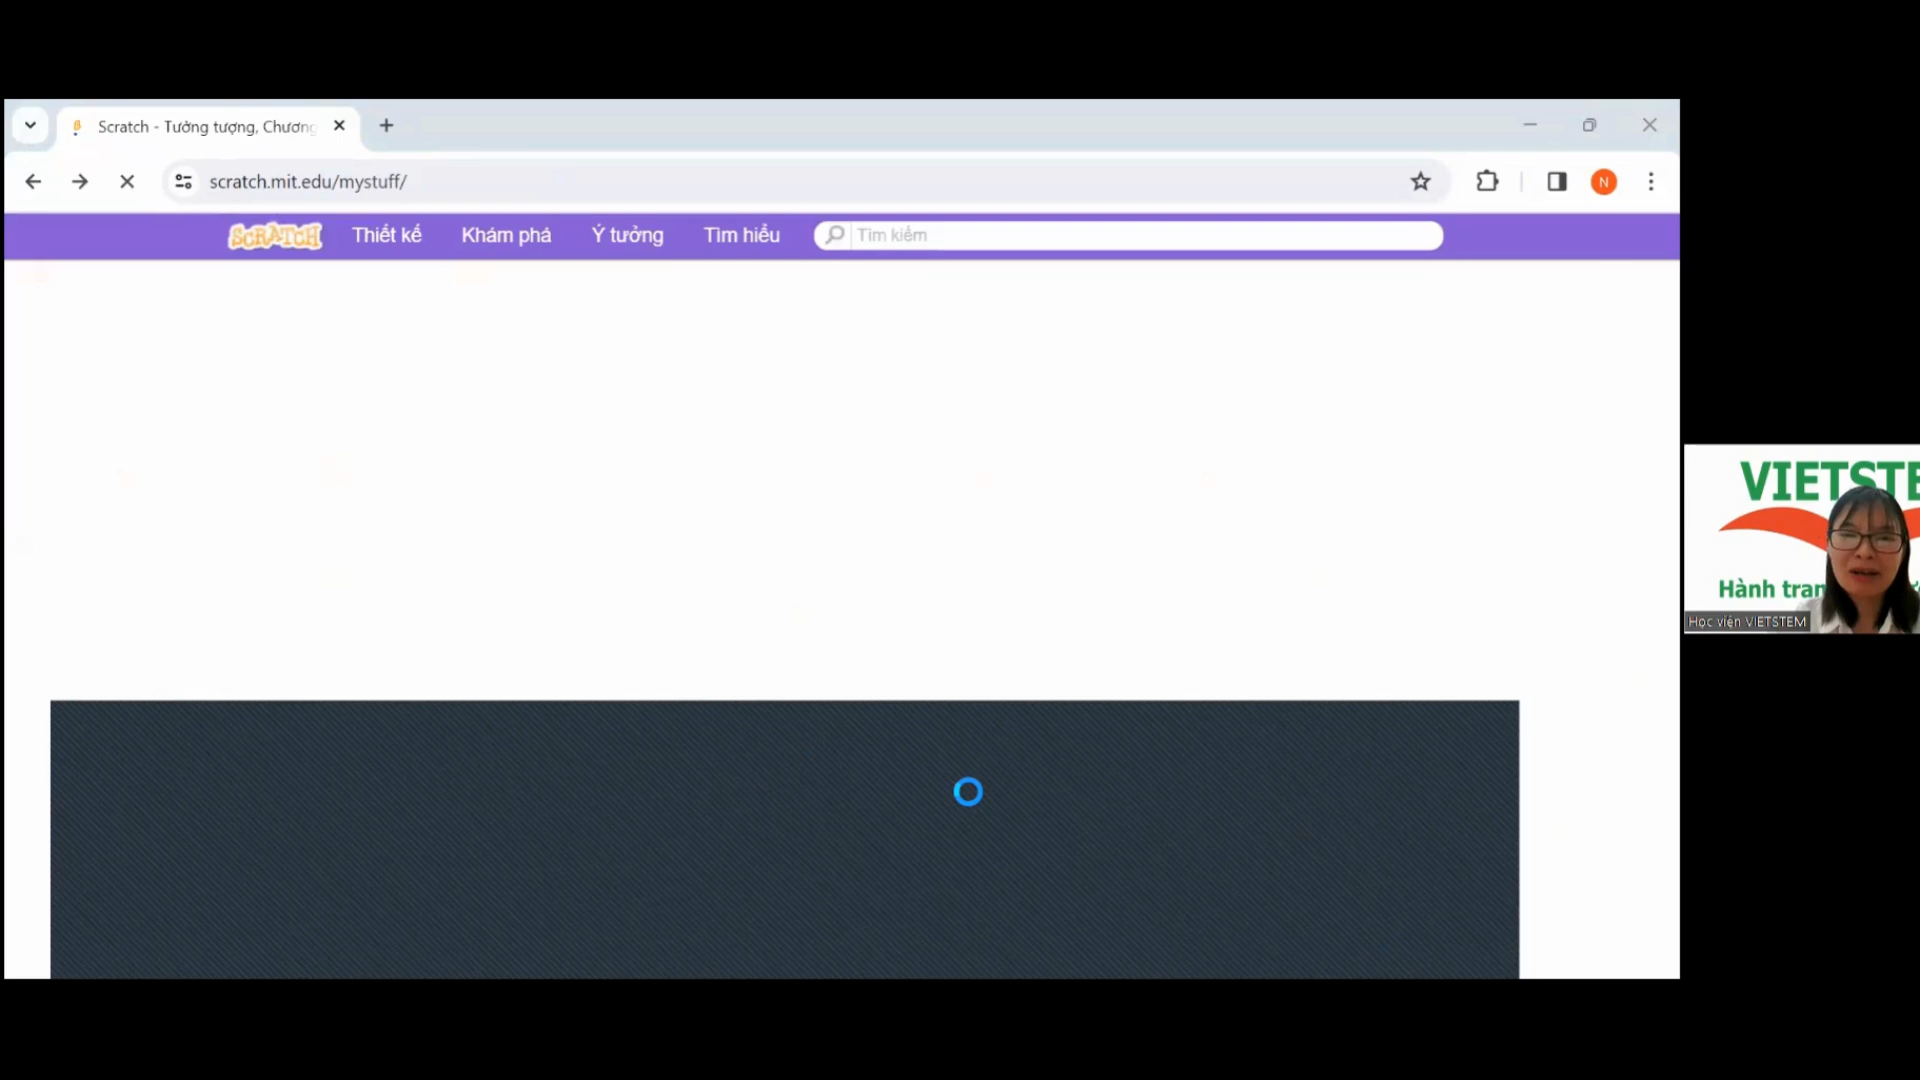 Scratch - Tưởng tượng, Chương
scratch.mit.edu/mystuff/
N
SCRATCH
Thiết kế
Khám phá
Ý tưởng
Tìm hiểu
Tìm kiếm
VIETSTE
Hành tran
Học viện VIETSTEM